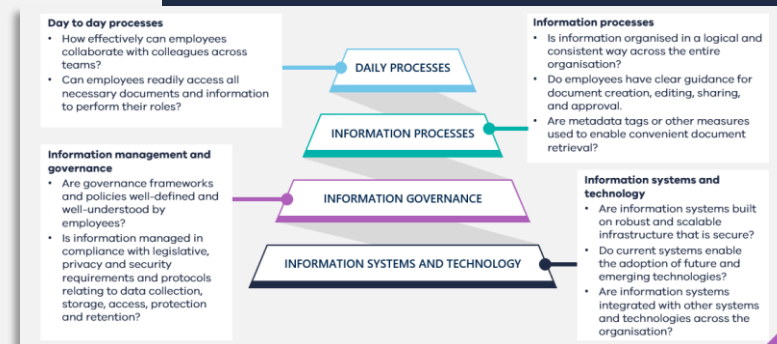 Day to day processes
• How effectively can employees
collaborate with colleagues across
teams?
• Can employees readily access all
necessary documents and information
to perform their roles?
Information management and
governance
• Are governance frameworks
and policies well-defined and
well-understood by
employees?
• Is information managed in
compliance with legislative,
privacy and security
requirements and protocols
relating to data collection,
storage, access, protection
and retention?
DAILY PROCESSES
INFORMATION PROCESSES
INFORMATION GOVERNANCE
INFORMATION SYSTEMS AND TECHNOLOGY
Information processes
• Is information organised in a logical and
consistent way across the entire
organisation?
• Do employees have clear guidance for
document creation, editing, sharing,
and approval.
• Are metadata tags or other measures
used to enable convenient document
retrieval?
Information systems and
technology
• Are information systems built
on robust and scalable
infrastructure that is secure?
• Do current systems enable
the adoption of future and
emerging technologies?
• Are information systems
integrated with other systems
and technologies across the
organisation?